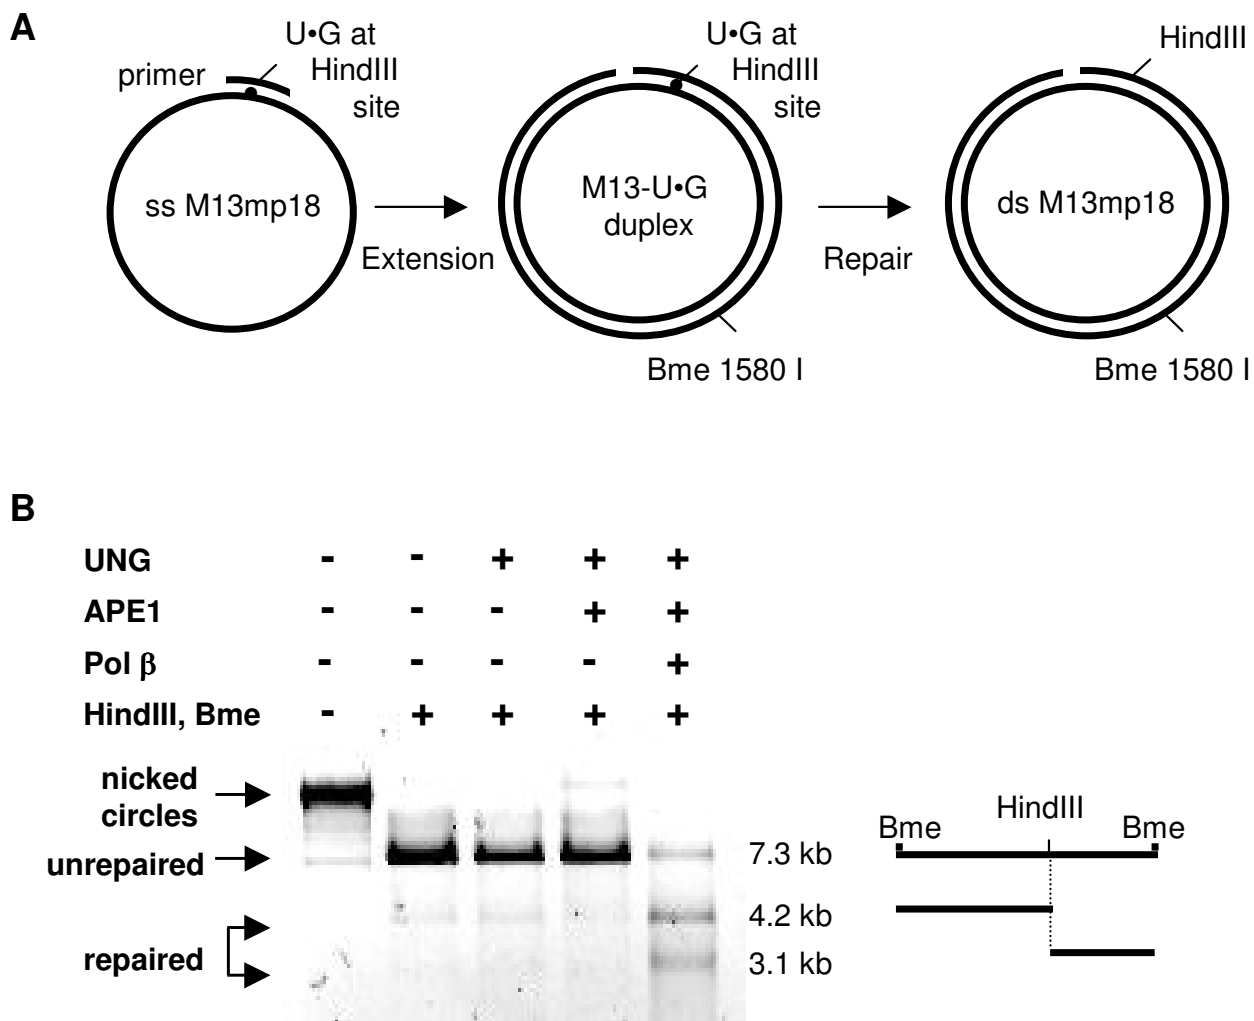 A
primer
U•G at
HindIII
site
ss M13mp18
Extension
U•G at
HindIII
site
M13-U•G
duplex
Bme 1580 I
Repair
HindIII
ds M13mp18
Bme 1580 I
B
UNG - - + + +
APE1 - - - + +
Pol β - - - - +
HindIII, Bme - + + + +
nicked
circles
unrepaired
repaired
7.3 kb
4.2 kb
3.1 kb
Bme
HindIII
Bme